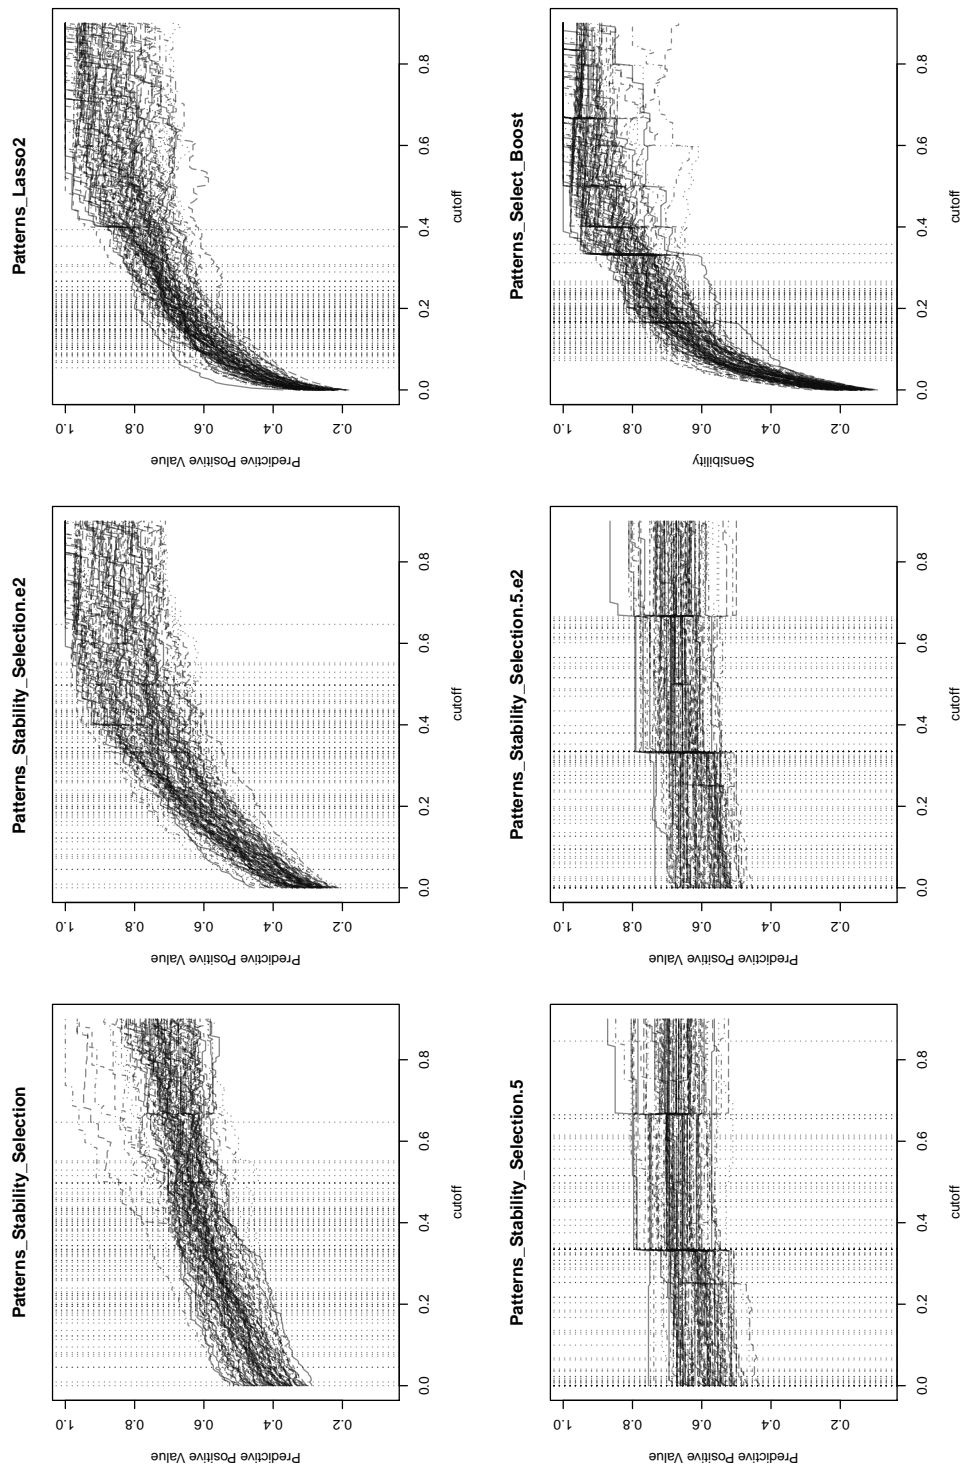 Patterns_Stability_Selection
Predictive Positive Value
1.0
0.8
0.6
0.4
0.2
0.0 0.2 0.4 0.6 0.8
cutoff
Patterns_Stability_Selection.e2
Predictive Positive Value
1.0
0.8
0.6
0.4
0.2
0.0 0.2 0.4 0.6 0.8
cutoff
Patterns_Lasso2
Predictive Positive Value
1.0
0.8
0.6
0.4
0.2
0.0 0.2 0.4 0.6 0.8
cutoff
Patterns_Stability_Selection.5
Predictive Positive Value
1.0
0.8
0.6
0.4
0.2
0.0 0.2 0.4 0.6 0.8
cutoff
Patterns_Stability_Selection.5.e2
Predictive Positive Value
1.0
0.8
0.6
0.4
0.2
0.0 0.2 0.4 0.6 0.8
cutoff
Patterns_Select_Boost
Sensibility
1.0
0.8
0.6
0.4
0.2
0.0 0.2 0.4 0.6 0.8
cutoff